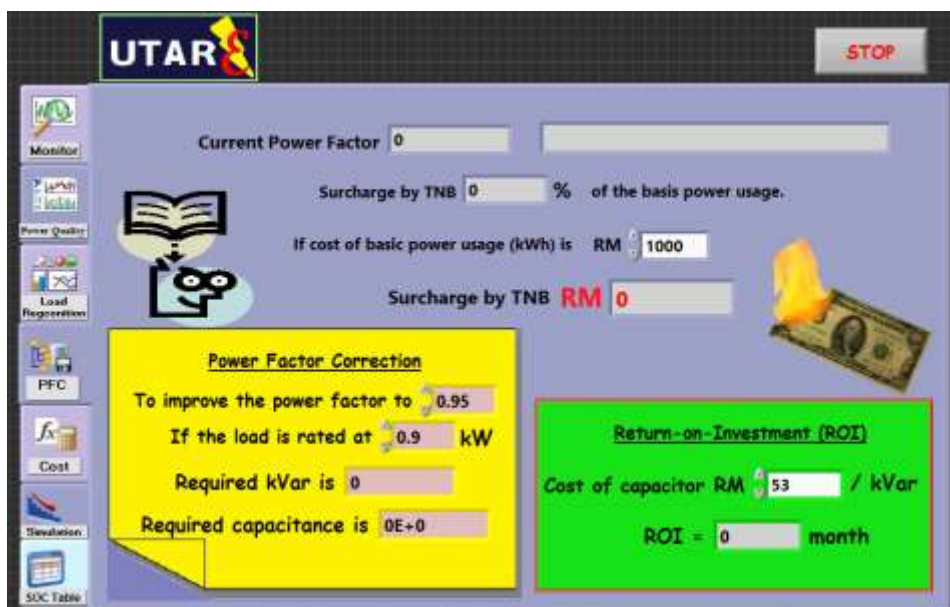 UTAR
STOP
Monitor
Power Quality
Load
Regconition
PFC
Cost
Simulation
SOC Table
Current Power Factor 0
Surcharge by TNB 0 % of the basis power usage.
If cost of basic power usage (kWh) is RM 1000
Surcharge by TNB RM 0
Power Factor Correction
To improve the power factor to 0.95
If the load is rated at 0.9 kW
Required kVar is 0
Required capacitance is 0E+0
Return-on-Investment (ROI)
Cost of capacitor RM 53 / kVar
ROI = 0 month